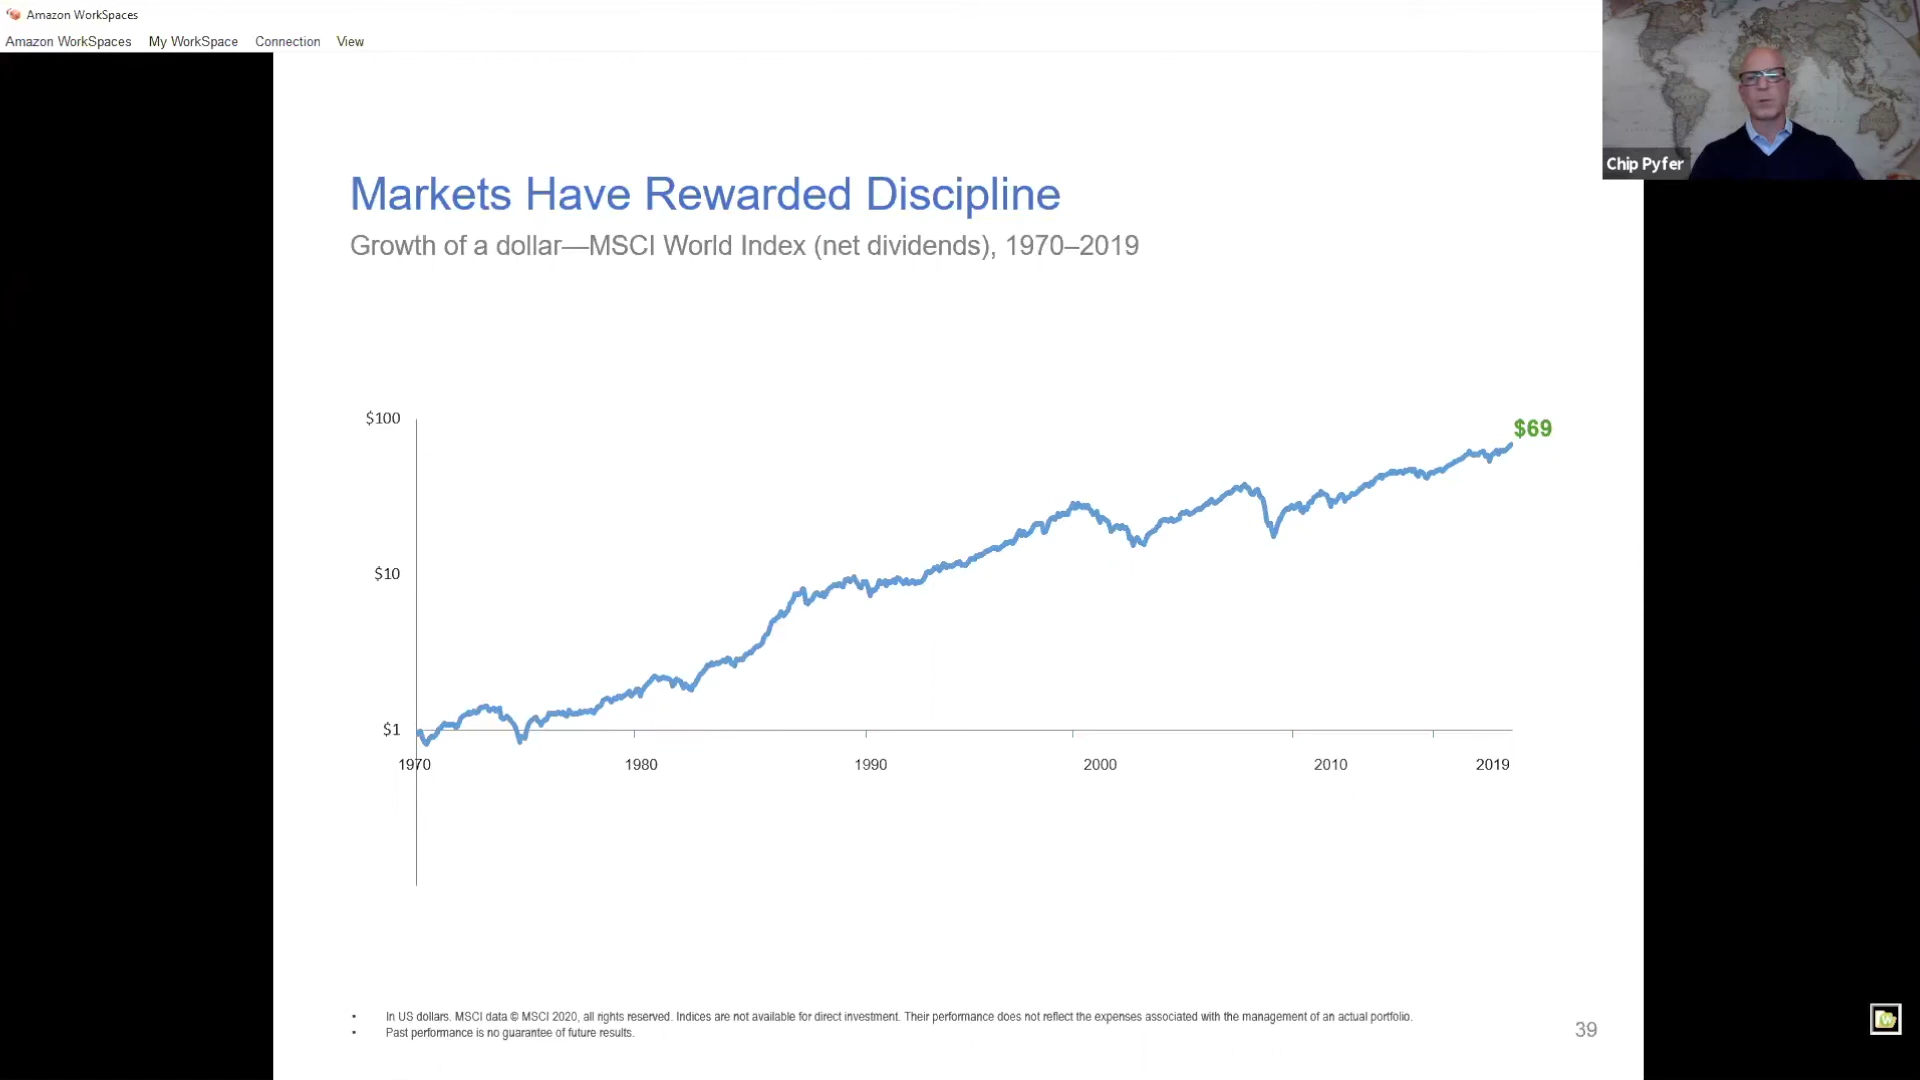 Amazon WorkSpaces
Amazon WorkSpaces My WorkSpace Connection View
Chip Pyfer
Markets Have Rewarded Discipline
Growth of a dollar—MSCI World Index (net dividends), 1970–2019
$100
$69
$10
$1
1970 1980 1990 2000 2010 2019
• In US dollars. MSCI data © MSCI 2020, all rights reserved. Indices are not available for direct investment. Their performance does not reflect the expenses associated with the management of an actual portfolio.
• Past performance is no guarantee of future results.
39